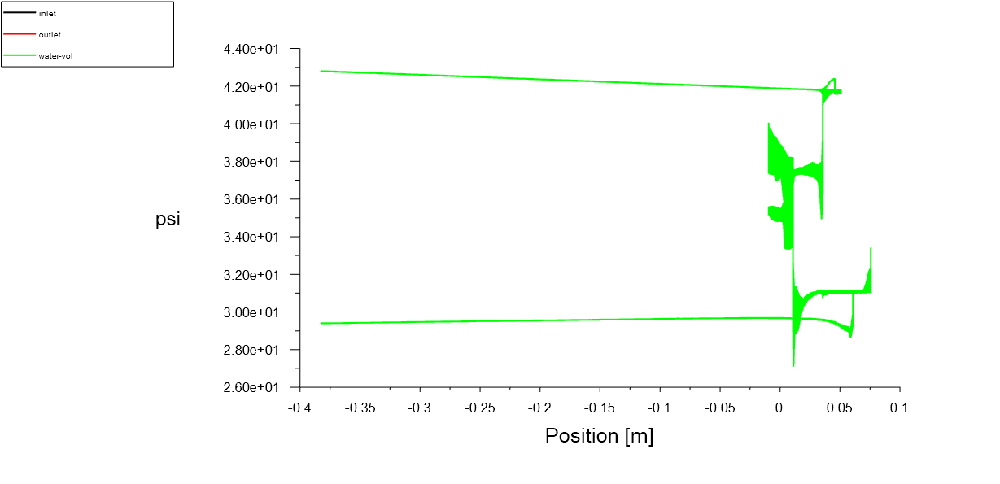 inlet
outlet
water-vol
4.40e+01
4.20e+01
4.00e+01
3.80e+01
3.60e+01
psi
3.40e+01
3.20e+01
3.00e+01
2.80e+01
2.60e+01
-0.4 -0.35 -0.3 -0.25 -0.2 -0.15 -0.1 -0.05 0 0.05 0.1
Position [m]